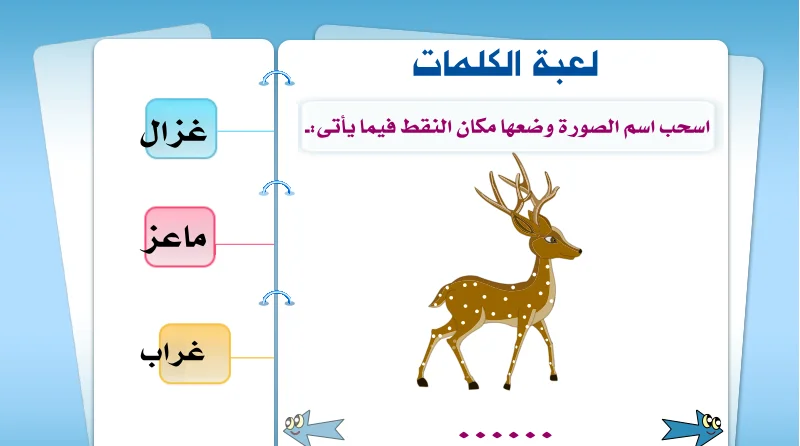 لعبة الكلمات
اسحب اسم الصورة وضعها مكان النقط فيما يأتى :ـ
غزال
ماعز
غراب
......